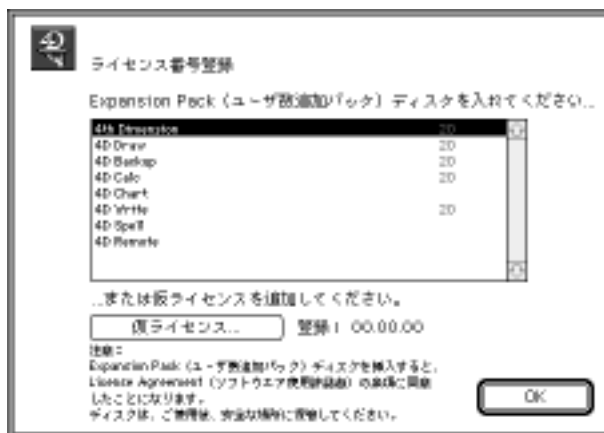 ライセンス番号登録
Expansion Pack（ユーザ数追加パック）ディスクを入れてください...
4th Dimension 20
4D Draw 20
4D Backup 20
4D Calc 20
4D Chart
4D Write 20
4D Spell
4D Remote
...または仮ライセンスを追加してください。
仮ライセンス... 登録： 00.00.00
注意：
Expansion Pack（ユーザ数追加パック）ディスクを挿入すると、
License Agreement（ソフトウエア使用許諾書）の条項に同意
したことになります。
ディスクは、ご使用後、安全な場所に保管してください。
OK